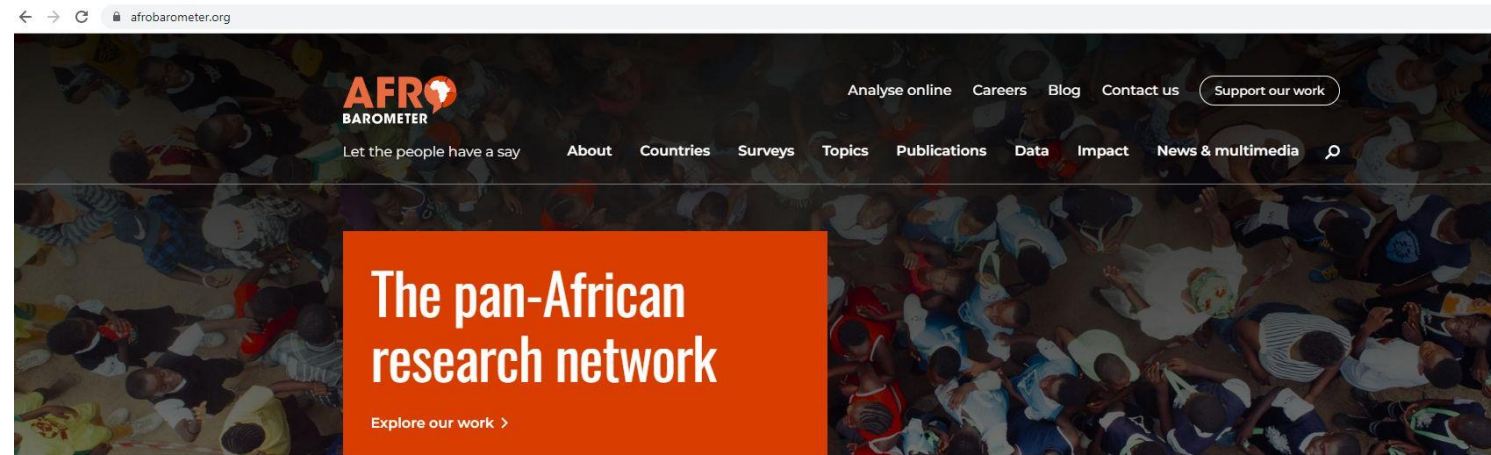 afrobarometer.org
AFRO
BAROMETER
Let the people have a say
Analyse online Careers Blog Contact us Support our work
About Countries Surveys Topics Publications Data Impact News & multimedia
The pan-African
research network
Explore our work >